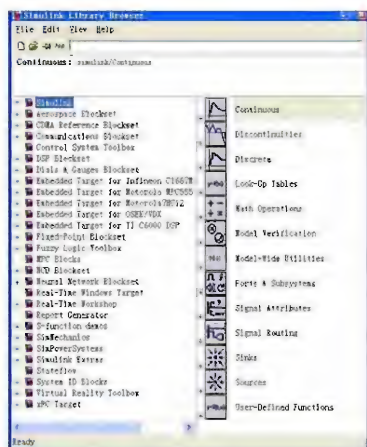 Simulink Library Browser
File Edit View Help
Continuous: simulink/Continuous
Simulink
Aerospace Blockset
CDMA Reference Blockset
Communications Blockset
Control System Toolbox
DSP Blockset
Dials & Gauges Blockset
Embedded Target for Infineon C166?
Embedded Target for Motorola MPC555
Embedded Target for Motorola?HC12
Embedded Target for OSEK/VDX
Embedded Target for TI C6000 DSP
Fixed-Point Blockset
Fuzzy Logic Toolbox
MPC Blocks
NCD Blockset
Neural Network Blockset
Real-Time Windows Target
Real-Time Workshop
Report Generator
S-function demos
SimMechanics
SimPowerSystems
Simulink Extras
Stateflow
System ID Blocks
Virtual Reality Toolbox
xPC Target
Continuous
Discontinuities
Discrete
Look-Up Tables
Math Operations
Model Verification
Model-Wide Utilities
Ports & Subsystems
Signal Attributes
Signal Routing
Sinks
Sources
User-Defined Functions
Ready